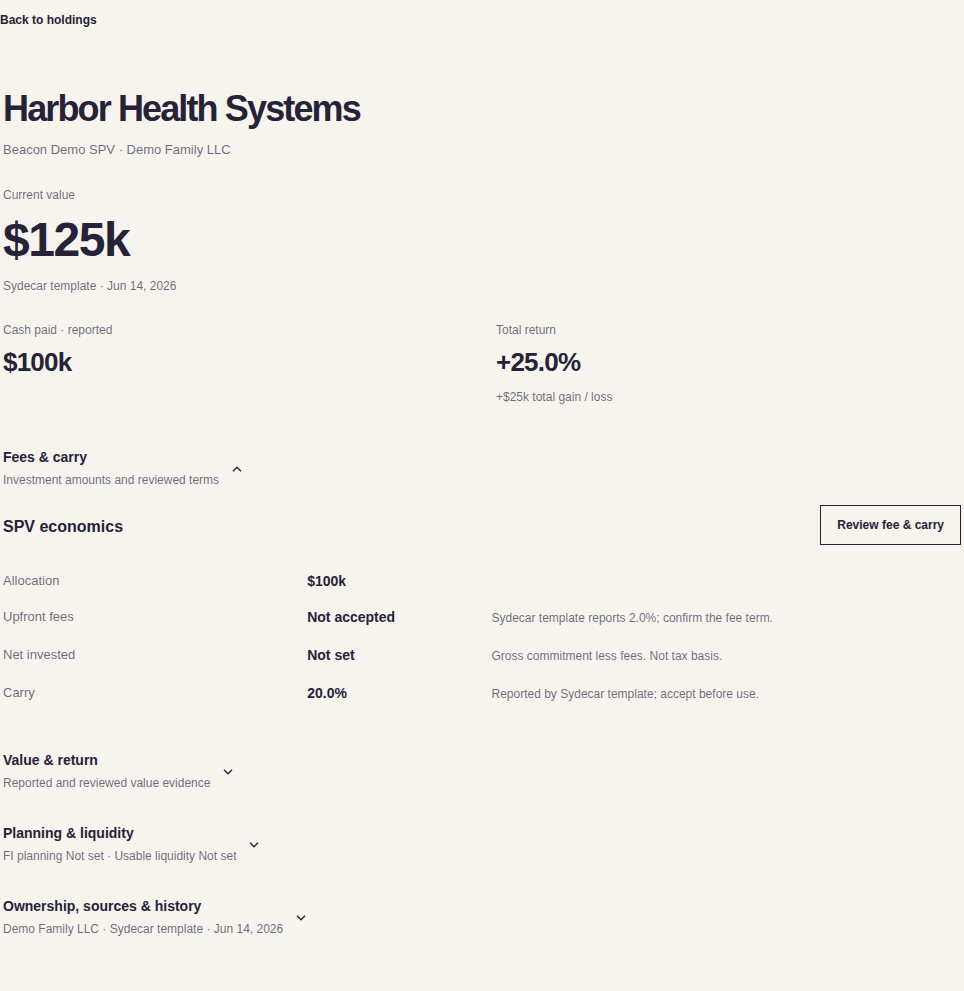 Back to holdings
Harbor Health Systems
Beacon Demo SPV · Demo Family LLC
Current value
$125k
Sydecar template · Jun 14, 2026
Cash paid · reported
$100k
Total return
+25.0%
+$25k total gain / loss
Fees & carry
Investment amounts and reviewed terms
SPV economics
Review fee & carry
Allocation $100k
Upfront fees Not accepted Sydecar template reports 2.0%; confirm the fee term.
Net invested Not set Gross commitment less fees. Not tax basis.
Carry 20.0% Reported by Sydecar template; accept before use.
Value & return
Reported and reviewed value evidence
Planning & liquidity
FI planning Not set · Usable liquidity Not set
Ownership, sources & history
Demo Family LLC · Sydecar template · Jun 14, 2026